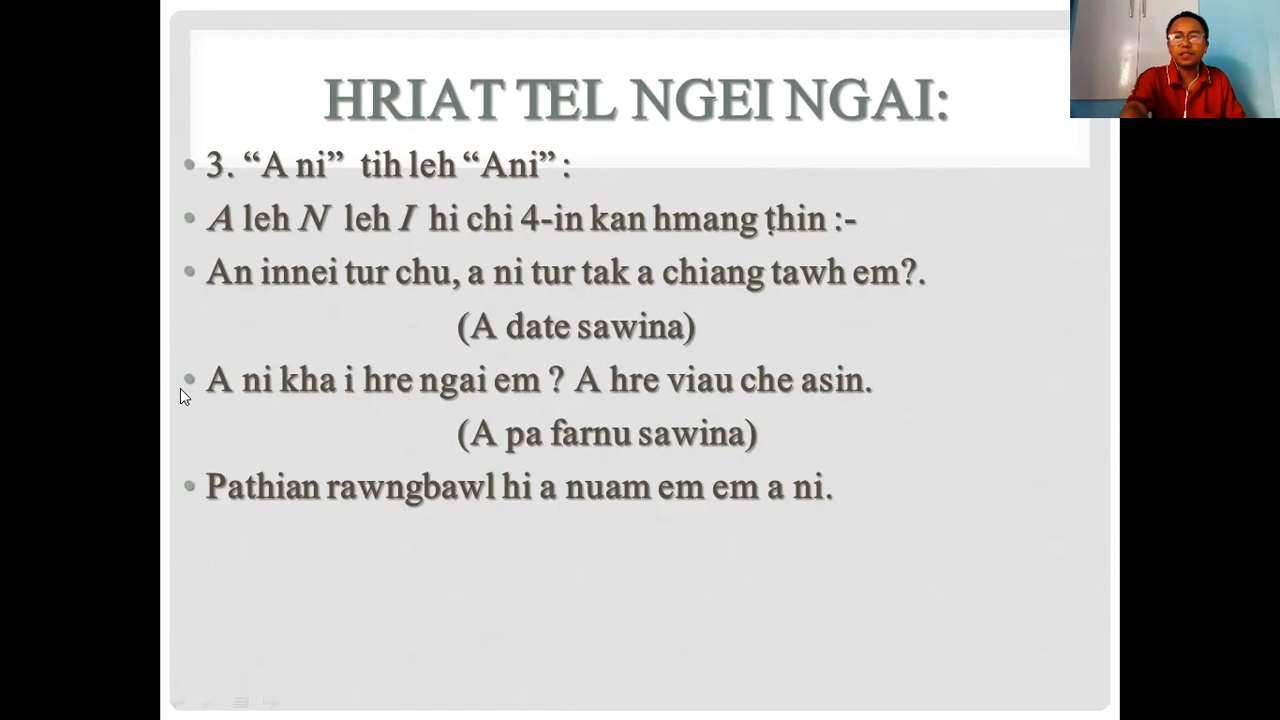 HRIAT TEL NGEI NGAI:
3. “A ni” tih leh “Ani” :
A leh N leh I hi chi 4-in kan hmang ṭhin :-
An innei tur chu, a ni tur tak a chiang tawh em?.
(A date sawina)
A ni kha i hre ngai em ? A hre viau che asin.
(A pa farnu sawina)
Pathian rawngbawl hi a nuam em em a ni.